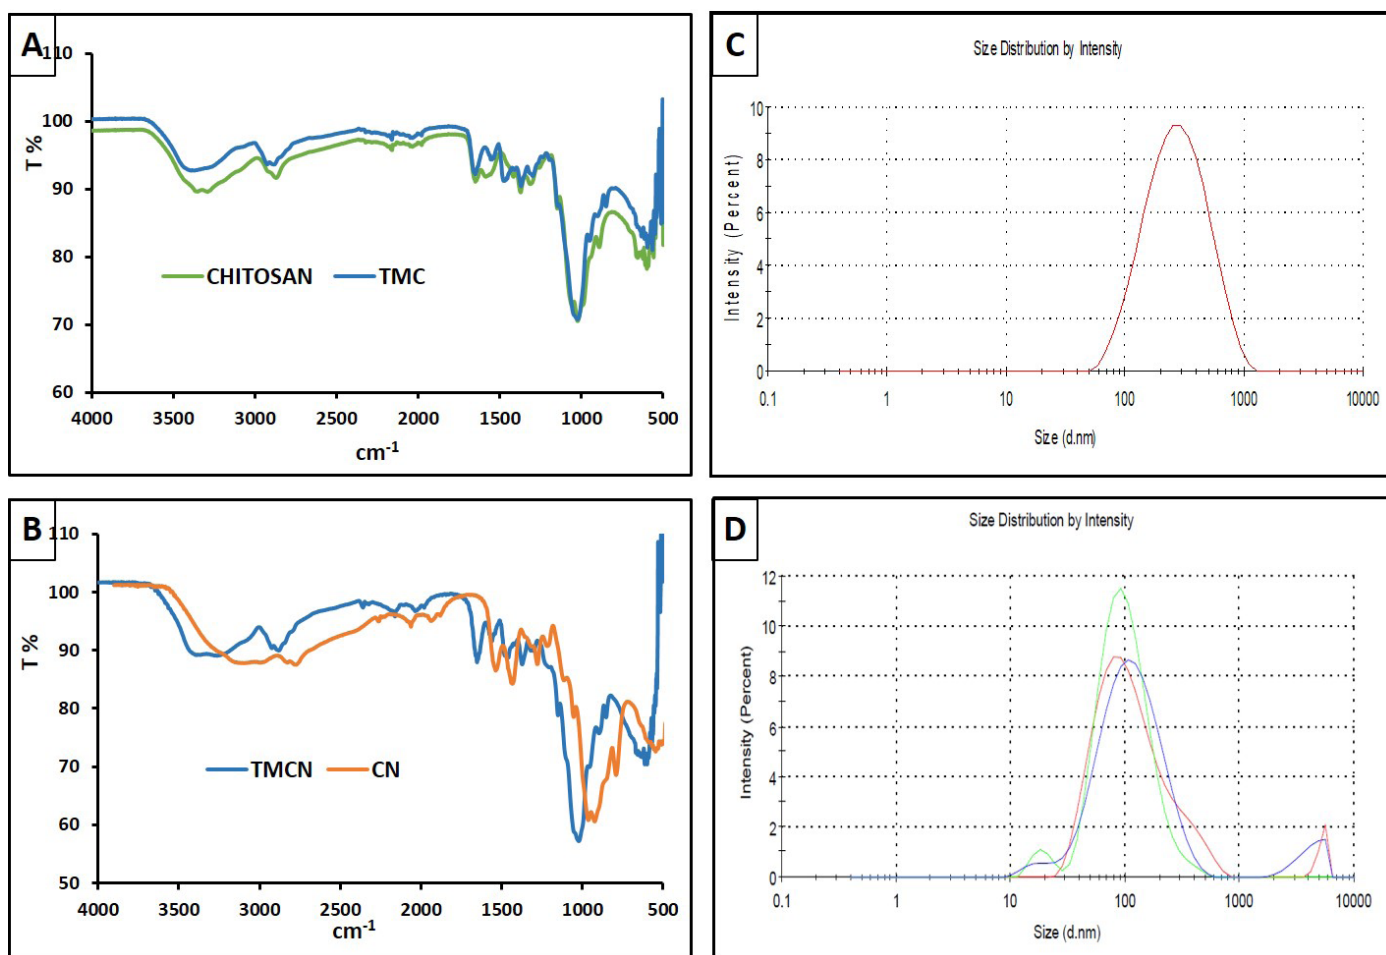 A
110
100
90
80
70
60
T %
CHITOSAN TMC
4000 3500 3000 2500 2000 1500 1000 500
cm-1
C
Size Distribution by Intensity
10
8
6
4
2
0
Intensity (Percent)
0.1 1 10 100 1000 10000
Size (d.nm)
B
110
100
90
80
70
60
50
T %
TMCN CN
4000 3500 3000 2500 2000 1500 1000 500
cm-1
D
Size Distribution by Intensity
12
10
8
6
4
2
0
Intensity (Percent)
0.1 1 10 100 1000 10000
Size (d.nm)